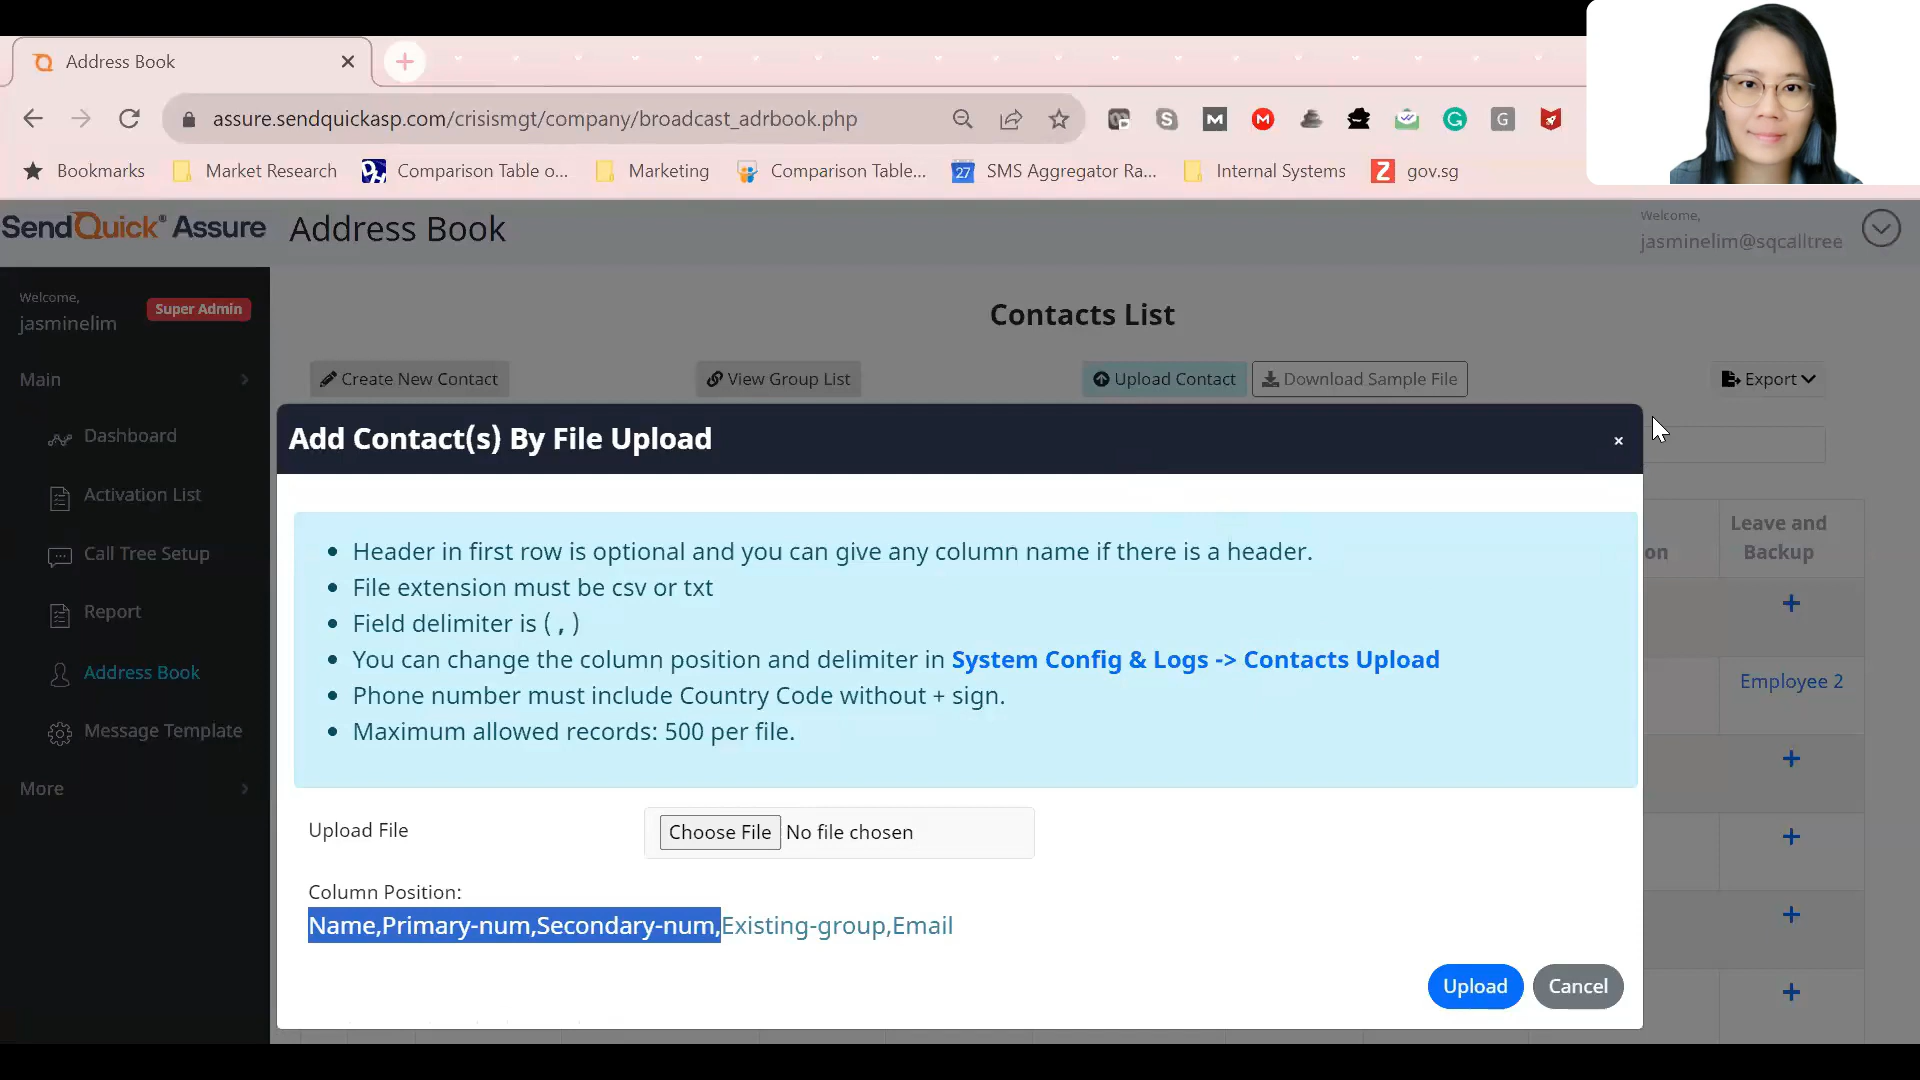 Address Book
assure.sendquickasp.com/crisismgt/company/broadcast_adrbook.php
Bookmarks
Market Research
Comparison Table o...
Marketing
Comparison Table...
27
SMS Aggregator Ra...
Internal Systems
gov.sg
SendQuick® Assure
Address Book
Welcome,
jasminelim@sqcalltree
Welcome,
jasminelim
Super Admin
Main
Dashboard
Activation List
Call Tree Setup
Report
Address Book
Message Template
More
Contacts List
Create New Contact
View Group List
Upload Contact
Download Sample File
Export
Add Contact(s) By File Upload
×
• Header in first row is optional and you can give any column name if there is a header.
• File extension must be csv or txt
• Field delimiter is ( , )
• You can change the column position and delimiter in System Config & Logs -> Contacts Upload
• Phone number must include Country Code without + sign.
• Maximum allowed records: 500 per file.
Upload File
Choose File No file chosen
Column Position:
Name,Primary-num,Secondary-num,Existing-group,Email
Upload
Cancel
on
Leave and
Backup
+
Employee 2
+
+
+
+